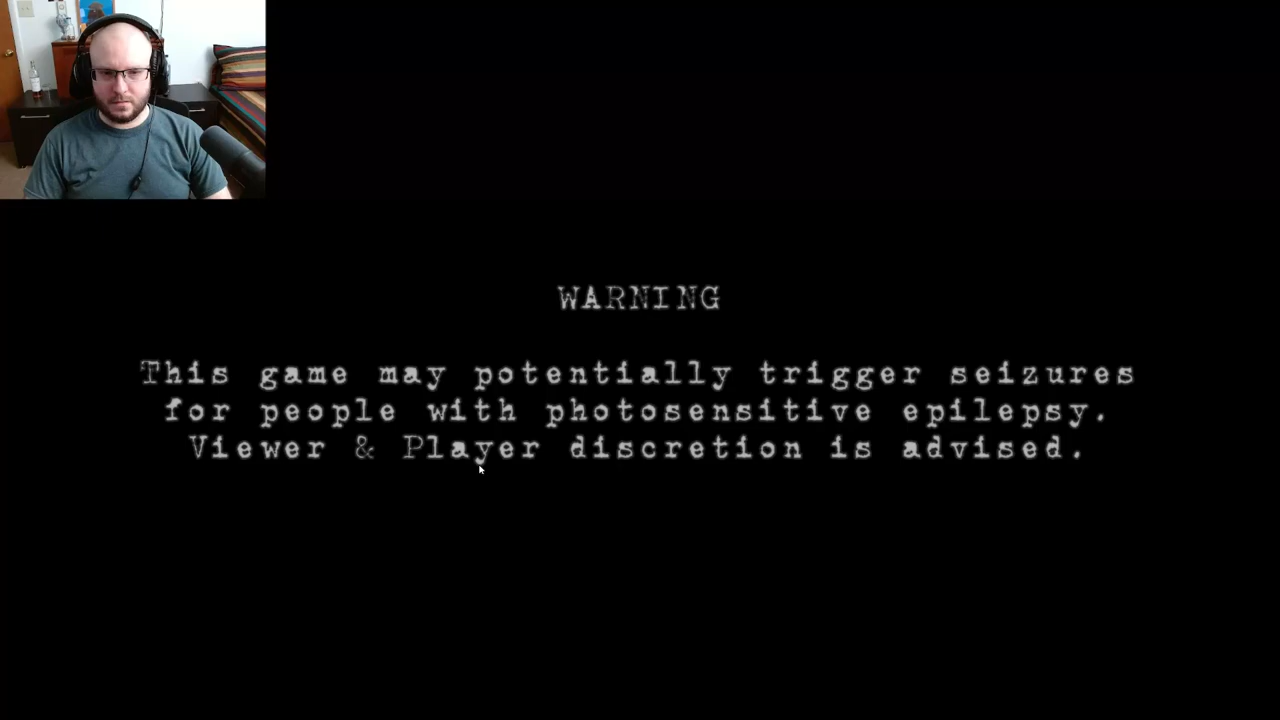 WARNING
This game may potentially trigger seizures
for people with photosensitive epilepsy.
Viewer & Player discretion is advised.